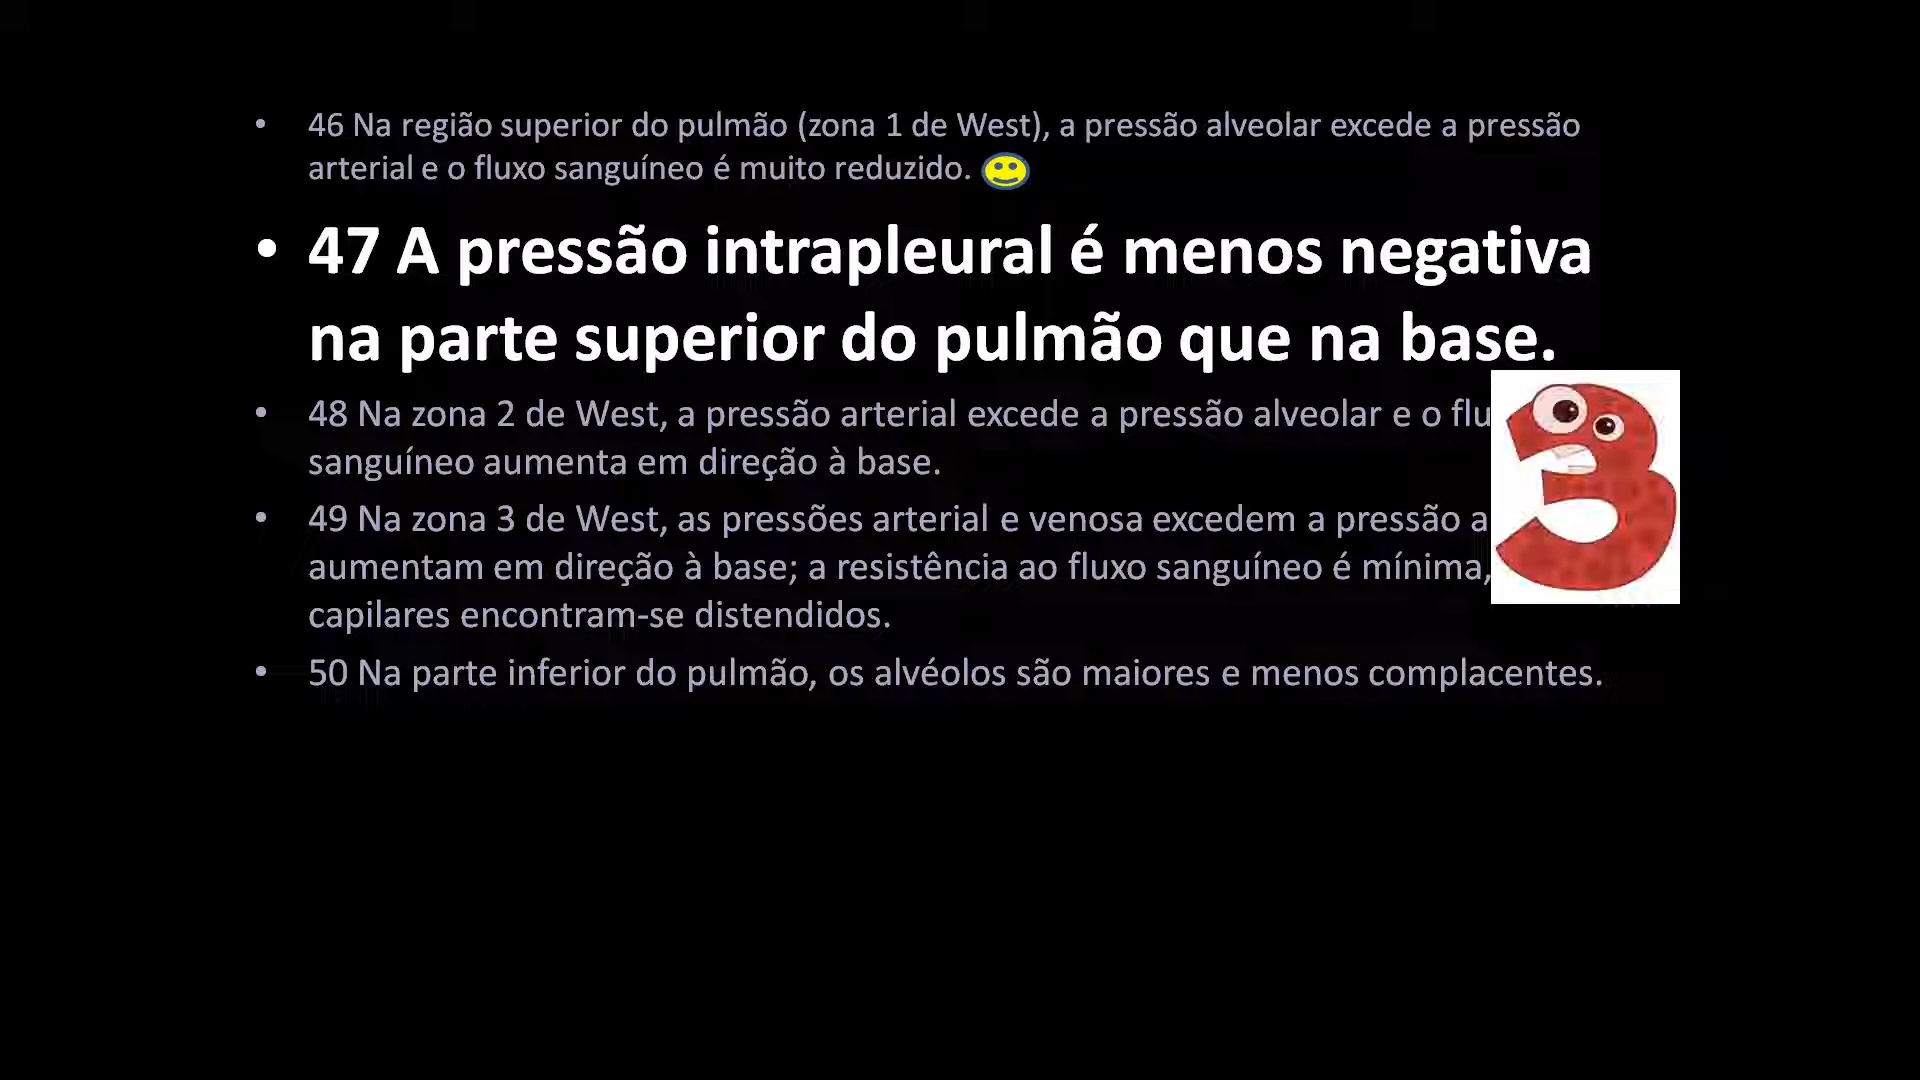 • 46 Na região superior do pulmão (zona 1 de West), a pressão alveolar excede a pressão
arterial e o fluxo sanguíneo é muito reduzido.
• 47 A pressão intrapleural é menos negativa
na parte superior do pulmão que na base.
• 48 Na zona 2 de West, a pressão arterial excede a pressão alveolar e o
sanguíneo aumenta em direção à base.
• 49 Na zona 3 de West, as pressões arterial e venosa excedem a pressão
aumentam em direção à base; a resistência ao fluxo sanguíneo é mínima,
capilares encontram-se distendidos.
• 50 Na parte inferior do pulmão, os alvéolos são maiores e menos complacentes.
3